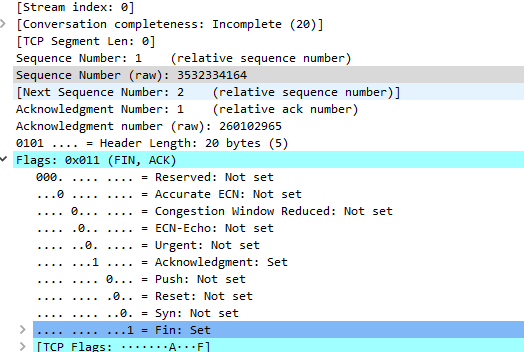 [Stream index: 0]
[Conversation completeness: Incomplete (20)]
[TCP Segment Len: 0]
Sequence Number: 1    (relative sequence number)
Sequence Number (raw): 3532334164
[Next Sequence Number: 2    (relative sequence number)]
Acknowledgment Number: 1    (relative ack number)
Acknowledgment number (raw): 260102965
0101 .... = Header Length: 20 bytes (5)
Flags: 0x011 (FIN, ACK)
000. .... .... = Reserved: Not set
...0 .... .... = Accurate ECN: Not set
.... 0... .... = Congestion Window Reduced: Not set
.... .0.. .... = ECN-Echo: Not set
.... ..0. .... = Urgent: Not set
.... ...1 .... = Acknowledgment: Set
.... .... 0... = Push: Not set
.... .... .0.. = Reset: Not set
.... .... ..0. = Syn: Not set
.... .... ...1 = Fin: Set
[TCP Flags: ·······A···F]